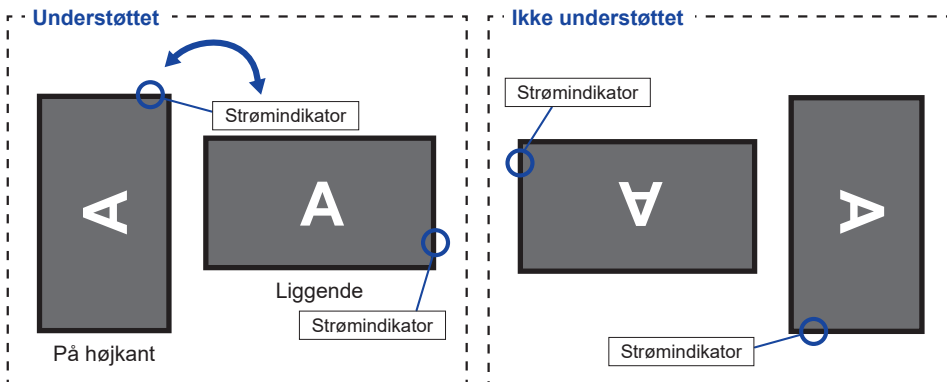 Understøttet
Strømindikator
A
A
Liggende
Strømindikator
På højkant
Ikke understøttet
Strømindikator
A
A
Strømindikator